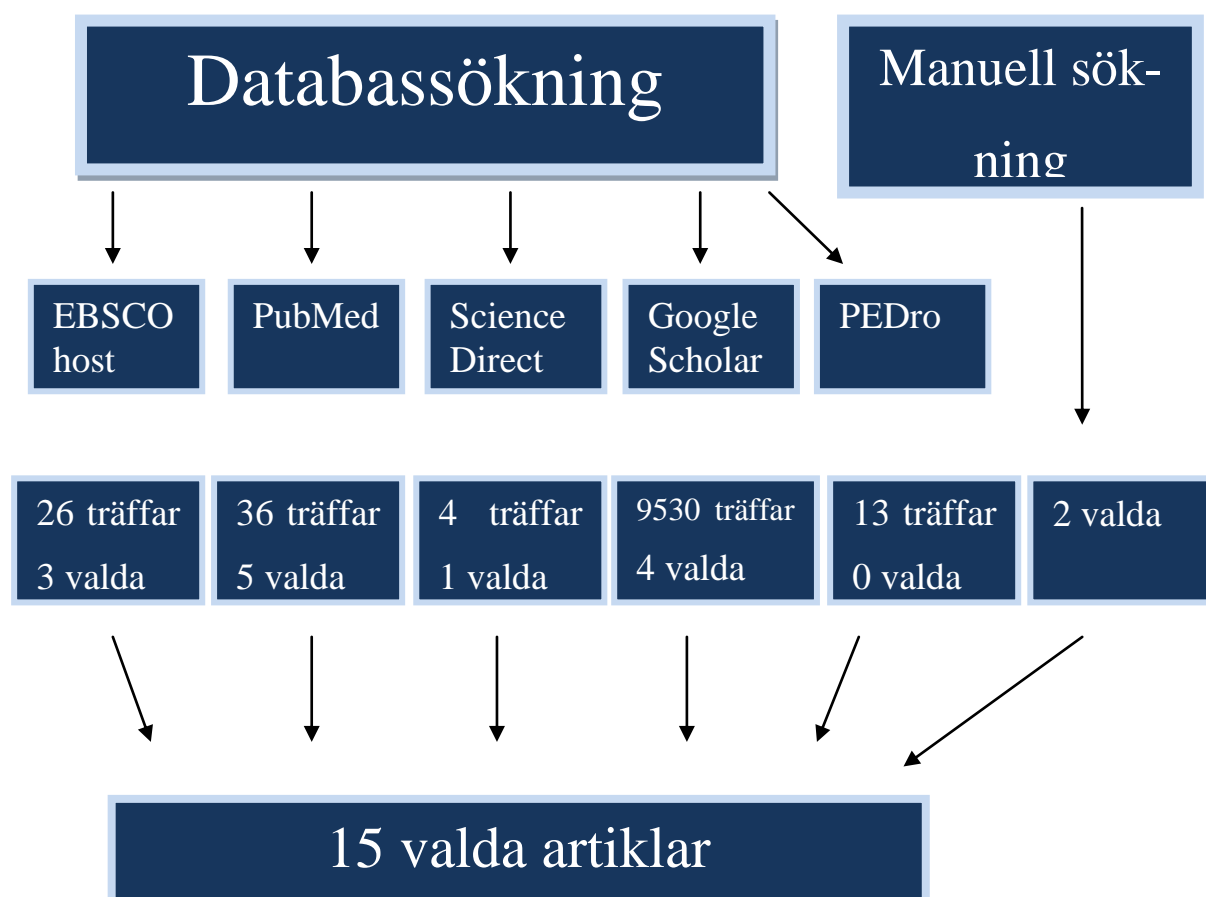 Databassökning
Manuell sök-
ning
EBSCO
host
PubMed
Science
Direct
Google
Scholar
PEDro
26 träffar
3 valda
36 träffar
5 valda
4 träffar
1 valda
9530 träffar
4 valda
13 träffar
0 valda
2 valda
15 valda artiklar